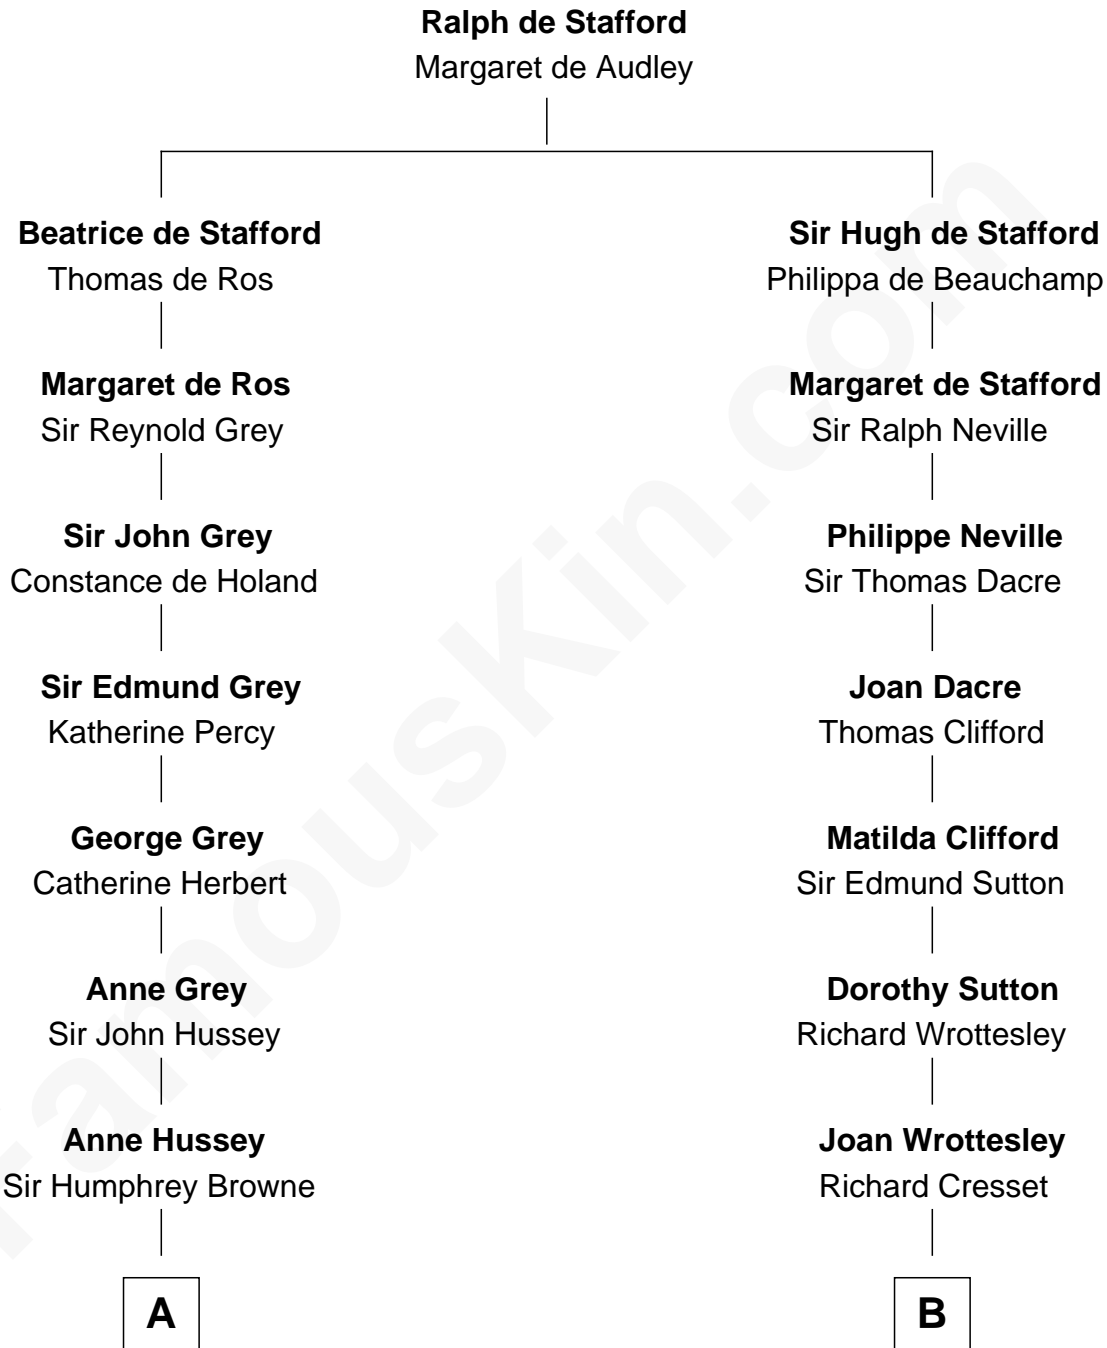 Ralph de Stafford
Margaret de Audley
Beatrice de Stafford
Thomas de Ros
Margaret de Ros
Sir Reynold Grey
Sir John Grey
Constance de Holand
Sir Edmund Grey
Katherine Percy
George Grey
Catherine Herbert
Anne Grey
Sir John Hussey
Anne Hussey
Sir Humphrey Browne
A
Sir Hugh de Stafford
Philippa de Beauchamp
Margaret de Stafford
Sir Ralph Neville
Philippe Neville
Sir Thomas Dacre
Joan Dacre
Thomas Clifford
Matilda Clifford
Sir Edmund Sutton
Dorothy Sutton
Richard Wrottesley
Joan Wrottesley
Richard Cresset
B
FamousKin.com